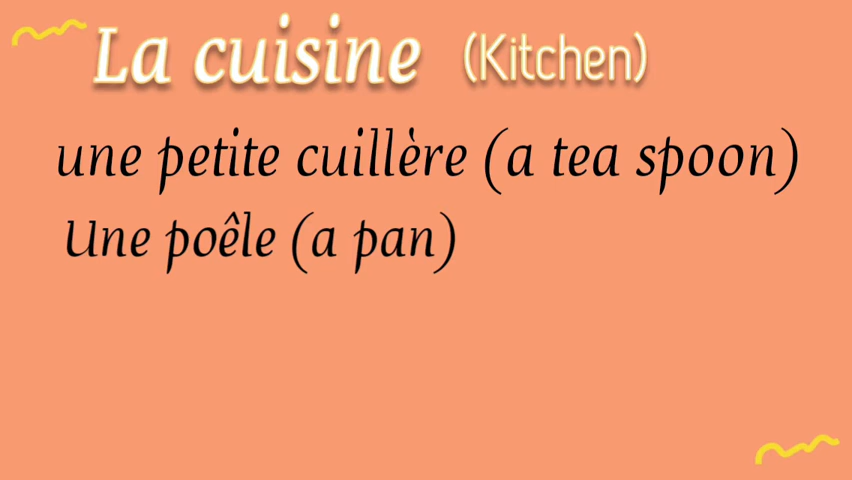 La cuisine (Kitchen)
une petite cuillère (a tea spoon)
Une poêle (a pan)